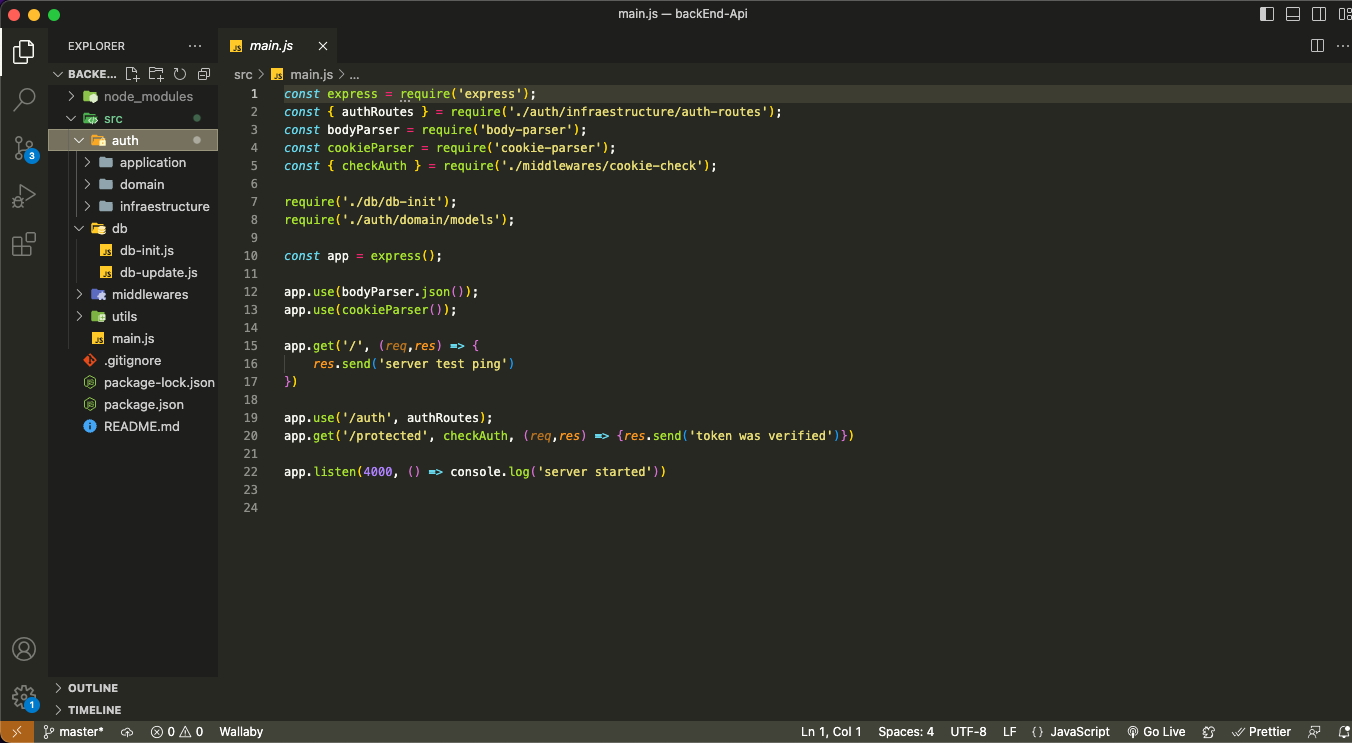 main.js — backEnd-Api
EXPLORER
main.js
BACKE...
node_modules
src
auth
application
domain
infraestructure
db
db-init.js
db-update.js
middlewares
utils
main.js
.gitignore
package-lock.json
package.json
README.md
OUTLINE
TIMELINE
3
1
src > main.js > ...
1 const express = require('express');
2 const { authRoutes } = require('./auth/infraestructure/auth-routes');
3 const bodyParser = require('body-parser');
4 const cookieParser = require('cookie-parser');
5 const { checkAuth } = require('./middlewares/cookie-check');
6
7 require('./db/db-init');
8 require('./auth/domain/models');
9
10 const app = express();
11
12 app.use(bodyParser.json());
13 app.use(cookieParser());
14
15 app.get('/', (req,res) => {
16     res.send('server test ping')
17 })
18
19 app.use('/auth', authRoutes);
20 app.get('/protected', checkAuth, (req,res) => {res.send('token was verified')})
21
22 app.listen(4000, () => console.log('server started'))
23
24
master* 0 0 Wallaby Ln 1, Col 1 Spaces: 4 UTF-8 LF {} JavaScript Go Live Prettier